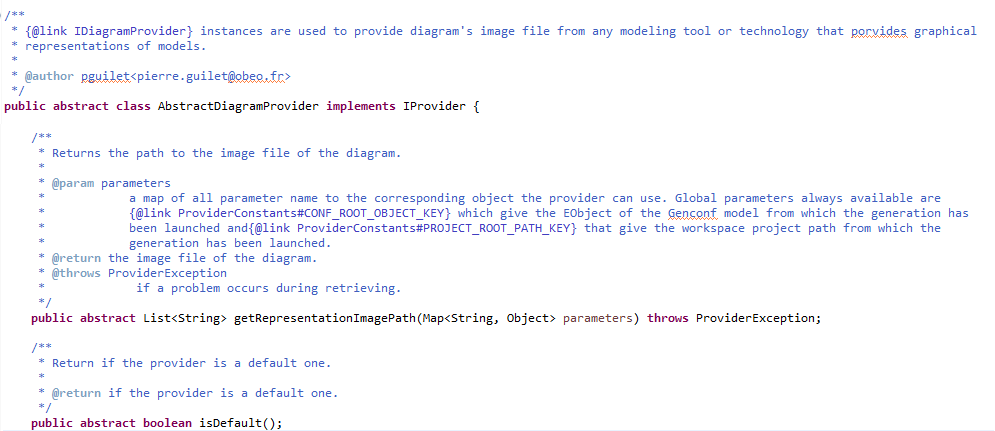 /**
 * {@link IDiagramProvider} instances are used to provide diagram's image file from any modeling tool or technology that porvides graphical
 * representations of models.
 *
 * @author pguilet<pierre.guilet@obeo.fr>
 */
public abstract class AbstractDiagramProvider implements IProvider {
    /**
     * Returns the path to the image file of the diagram.
     *
     * @param parameters
     *            a map of all parameter name to the corresponding object the provider can use. Global parameters always available are
     *            {@link ProviderConstants#CONF_ROOT_OBJECT_KEY} which give the EObject of the Genconf model from which the generation has
     *            been launched and{@link ProviderConstants#PROJECT_ROOT_PATH_KEY} that give the workspace project path from which the
     *            generation has been launched.
     * @return the image file of the diagram.
     * @throws ProviderException
     *             if a problem occurs during retrieving.
     */
    public abstract List<String> getRepresentationImagePath(Map<String, Object> parameters) throws ProviderException;
    /**
     * Return if the provider is a default one.
     *
     * @return if the provider is a default one.
     */
    public abstract boolean isDefault();